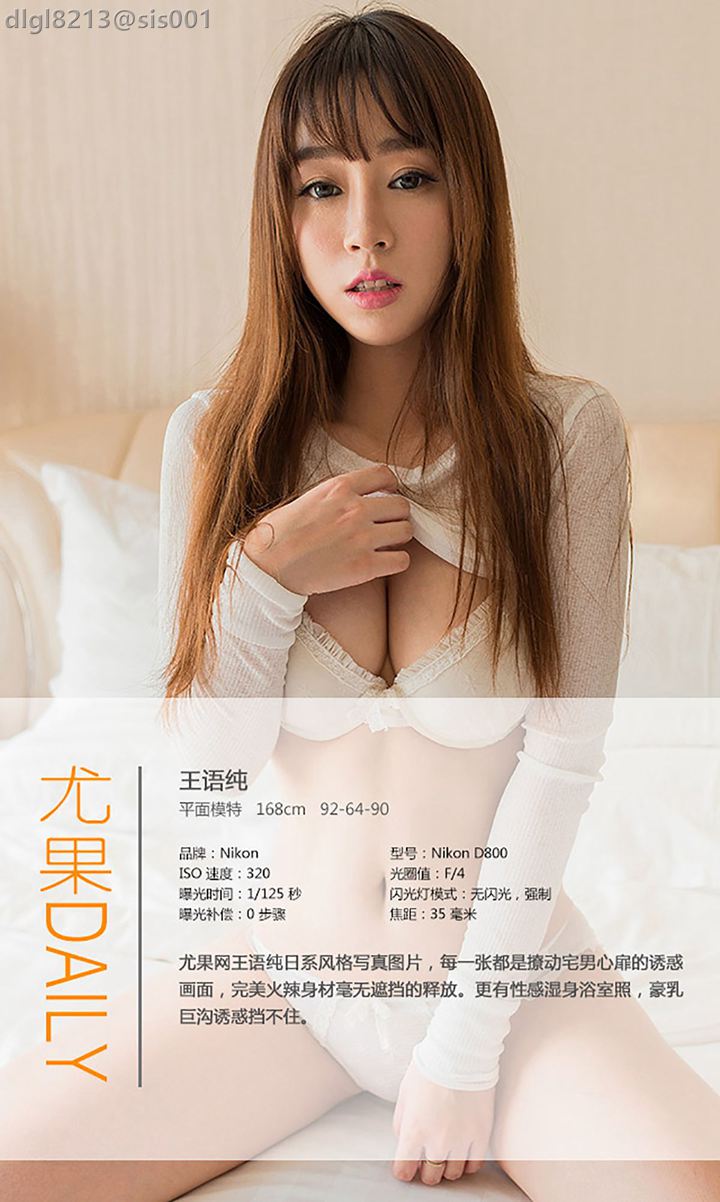 dlgl8213@sis001
尤果DAILY
王语纯
平面模特 168cm 92-64-90
品牌：Nikon 型号：Nikon D800
ISO 速度：320 光圈值：F/4
曝光时间：1/125 秒 闪光灯模式：无闪光，强制
曝光补偿：0 步骤 焦距：35 毫米
尤果网王语纯日系风格写真图片，每一张都是撩动宅男心扉的诱惑
画面，完美火辣身材毫无遮挡的释放。更有性感湿身浴室照，豪乳
巨沟诱惑挡不住。